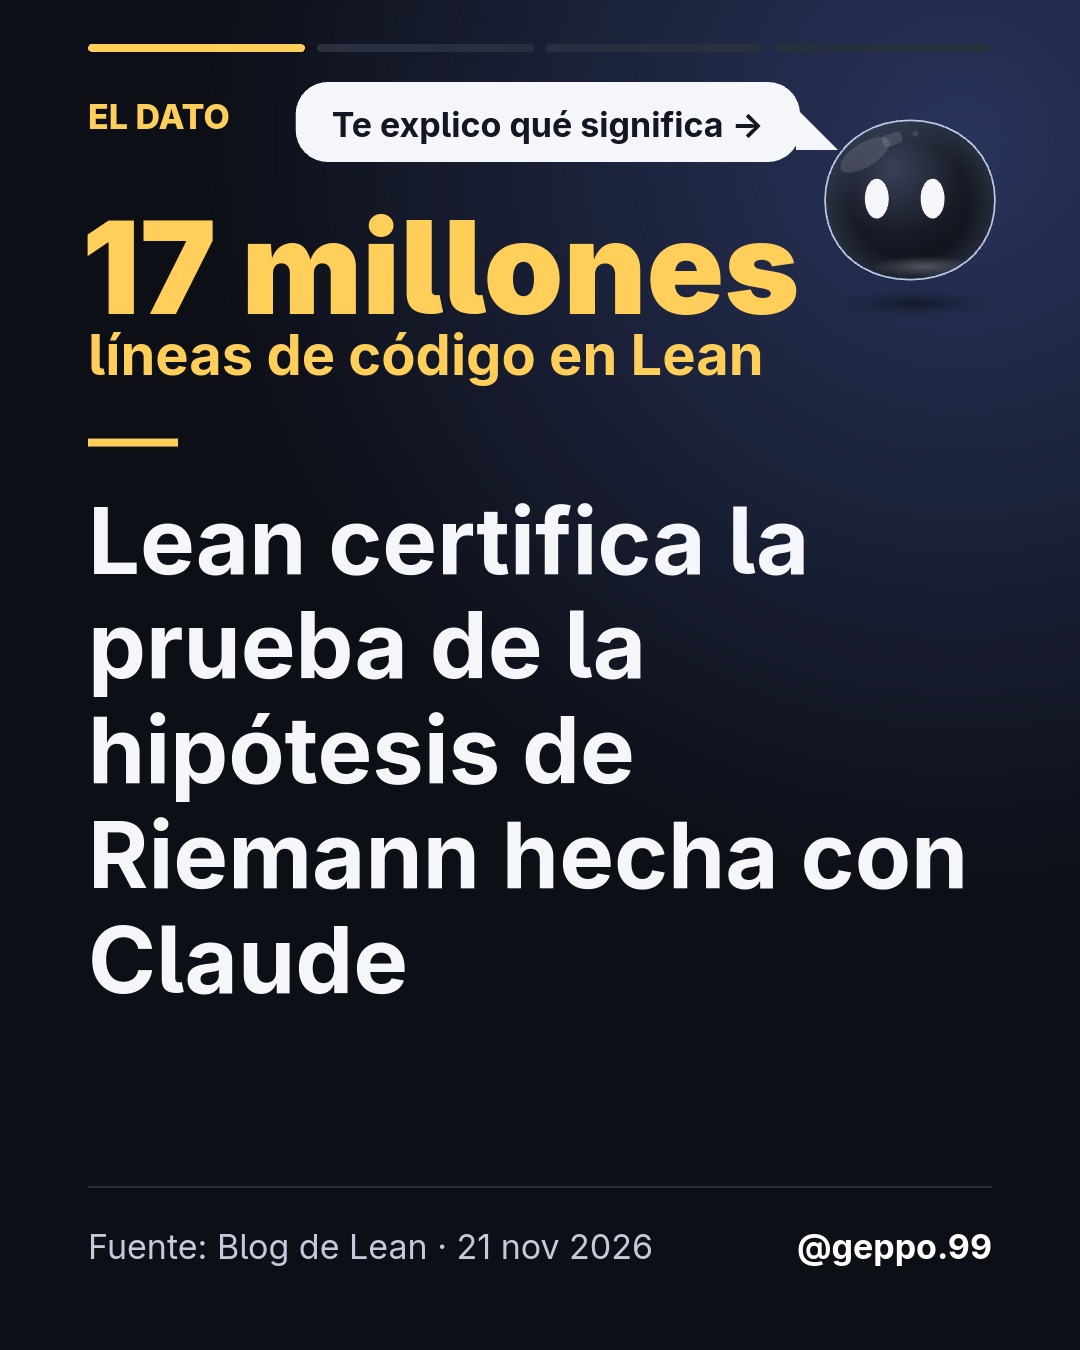 EL DATO
Te explico qué significa →
17 millones
líneas de código en Lean
Lean certifica la
prueba de la
hipótesis de
Riemann hecha con
Claude
Fuente: Blog de Lean · 21 nov 2026
@geppo.99